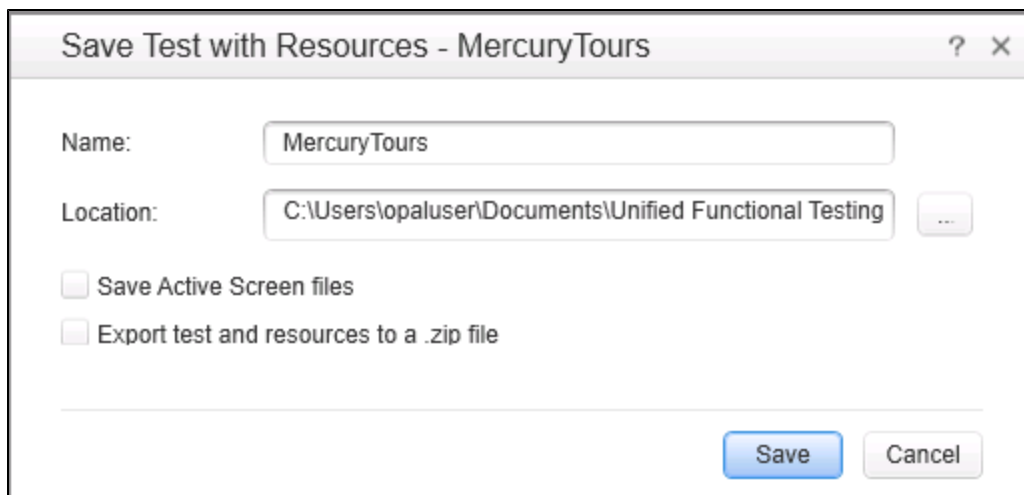 Save Test with Resources - MercuryTours ? ×
Name: MercuryTours
Location: C:\Users\opaluser\Documents\Unified Functional Testing ...
Save Active Screen files
Export test and resources to a .zip file
Save Cancel